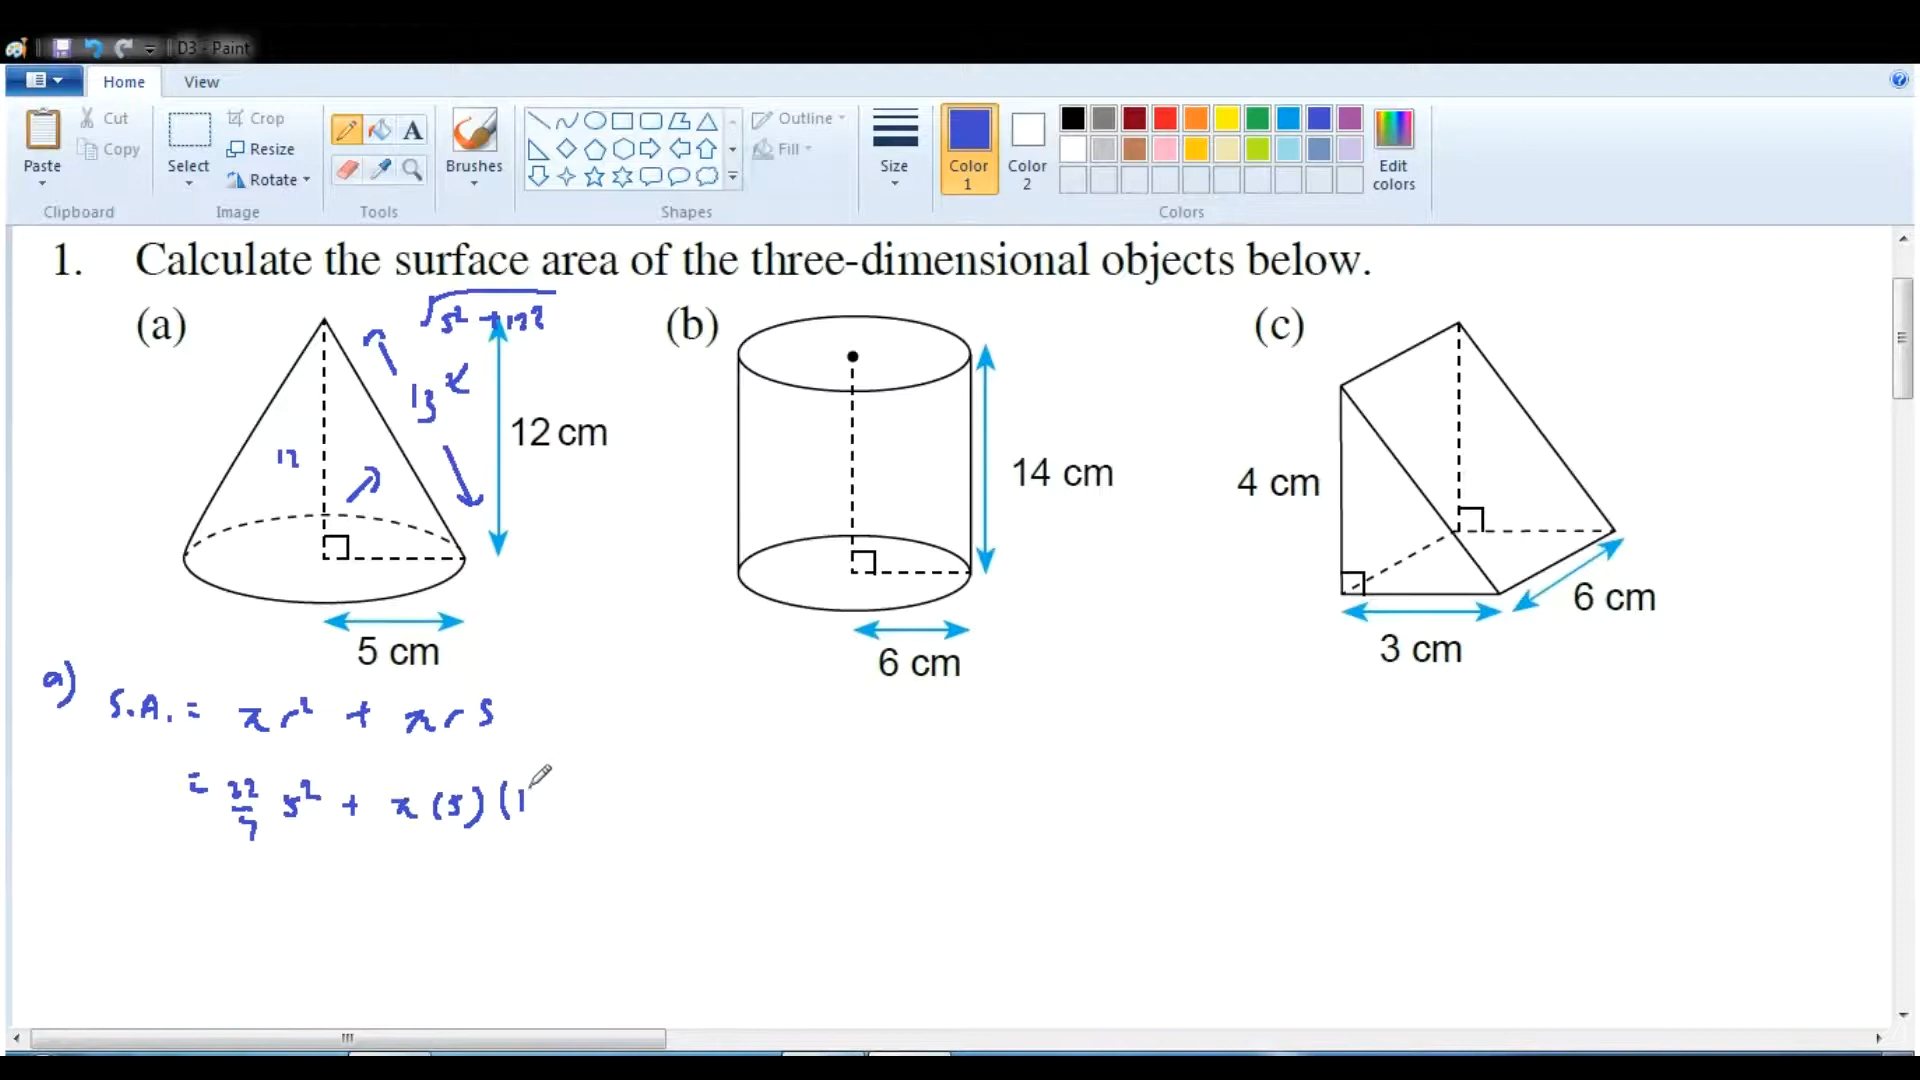 D3 - Paint
Home View
Paste Cut Copy Clipboard
Select Crop Resize Rotate Image
A Tools
Brushes
Shapes
Outline Fill
Size
Color 1 Color 2
Edit colors
Colors
1. Calculate the surface area of the three-dimensional objects below.
(a) √5² + 12²
13
12
12 cm
5 cm
(b)
14 cm
6 cm
(c)
4 cm
6 cm
3 cm
a) S.A. = πr² + πrs
= 22/7 5² + π(5)(1